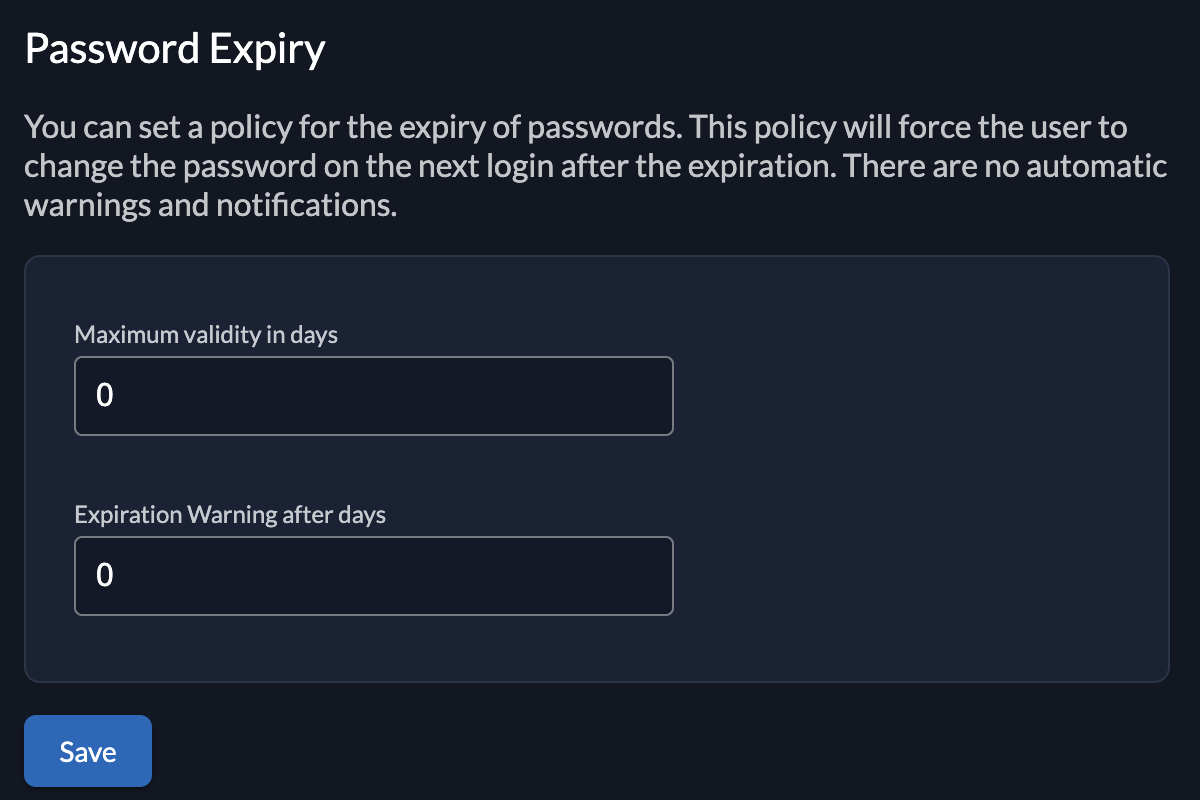 Password Expiry
You can set a policy for the expiry of passwords. This policy will force the user to
change the password on the next login after the expiration. There are no automatic
warnings and notifications.
Maximum validity in days
0
Expiration Warning after days
0
Save